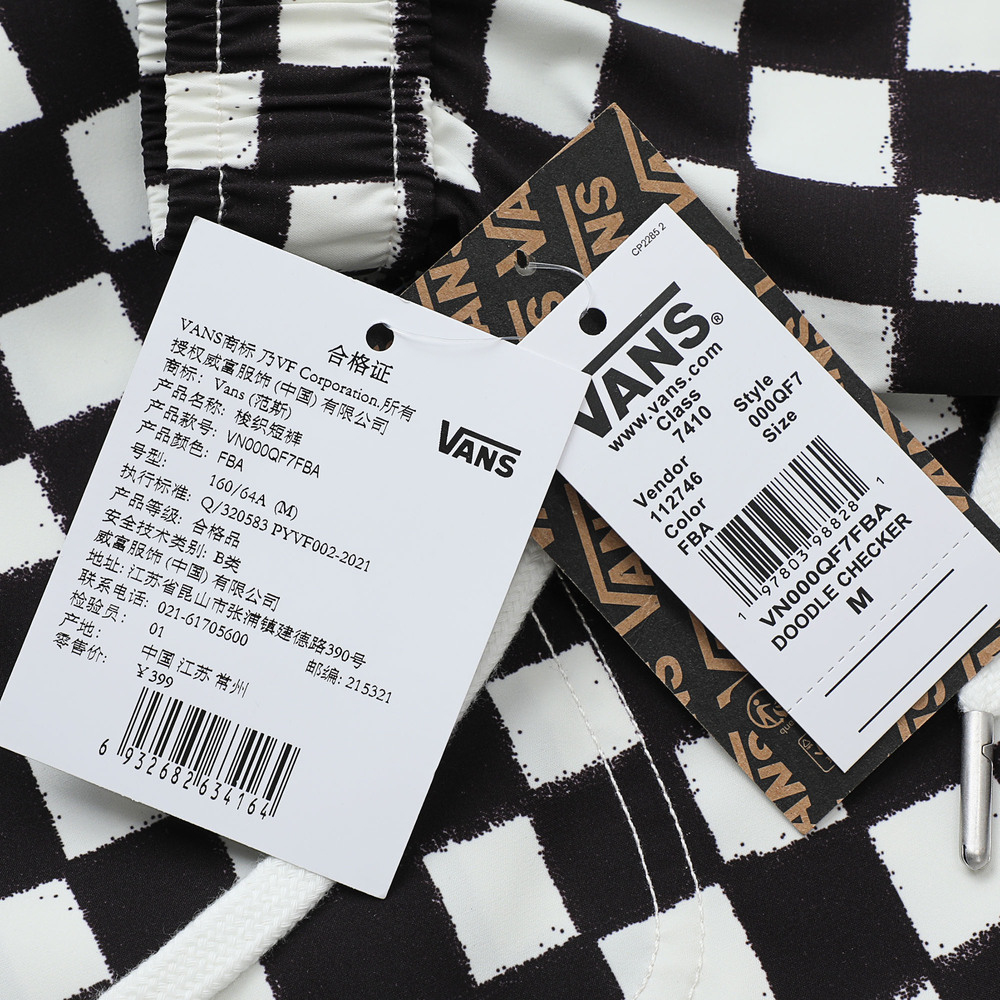 合格证
VANS商标 乃VF Corporation.所有
授权威富服饰 (中国) 有限公司
商标: Vans (范斯)
产品名称: 梭织短裤
产品款号: VN000QF7FBA
产品颜色: FBA
号型: 160/64A (M)
执行标准: Q/320583 PYVF002-2021
产品等级: 合格品
安全技术类别: B类
威富服饰 (中国) 有限公司
地址: 江苏省昆山市张浦镇建德路390号
联系电话: 021-61705600 邮编: 215321
检验员: 01
产地: 中国 江苏 常州
零售价: ¥399
6 932682 634164
VANS
CP2285 2
VANS®
www.vans.com
Class Style
7410 000QF7
Vendor Size
112746
Color
FBA
1 97803 98828 1
VN000QF7FBA
DOODLE CHECKER
M